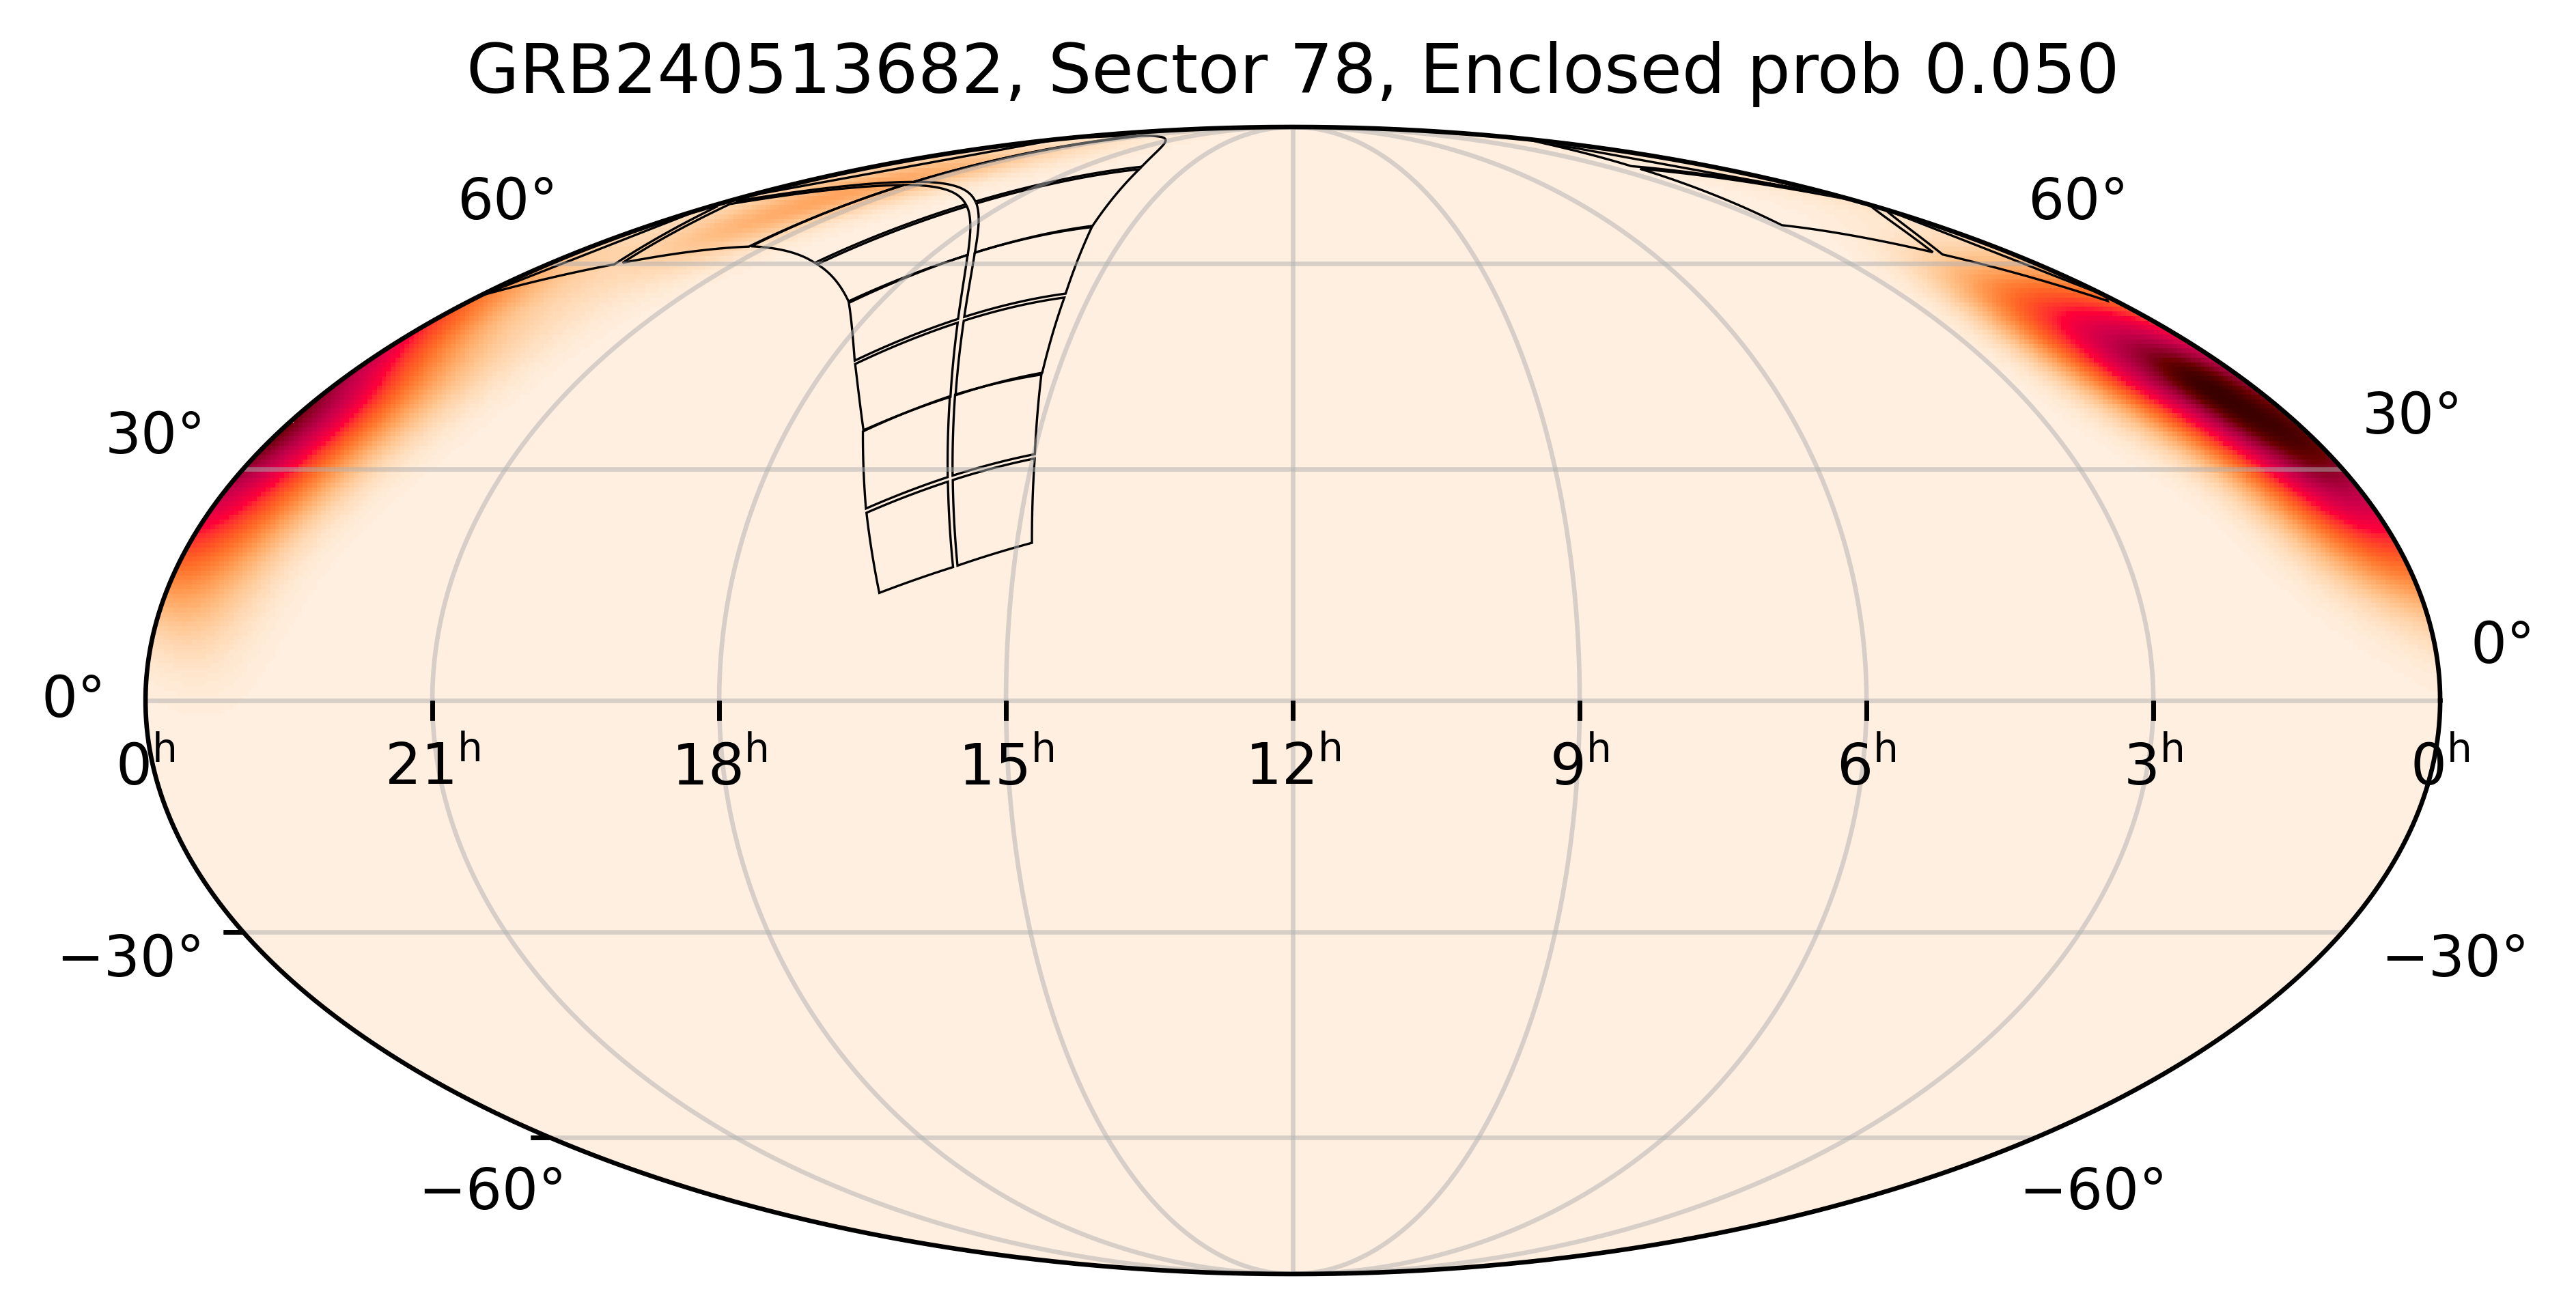 GRB240513682, Sector 78, Enclosed prob 0.050
60° 60°
30° 30°
0° 0°
0ʰ 21ʰ 18ʰ 15ʰ 12ʰ 9ʰ 6ʰ 3ʰ 0ʰ
−30° −30°
−60° −60°